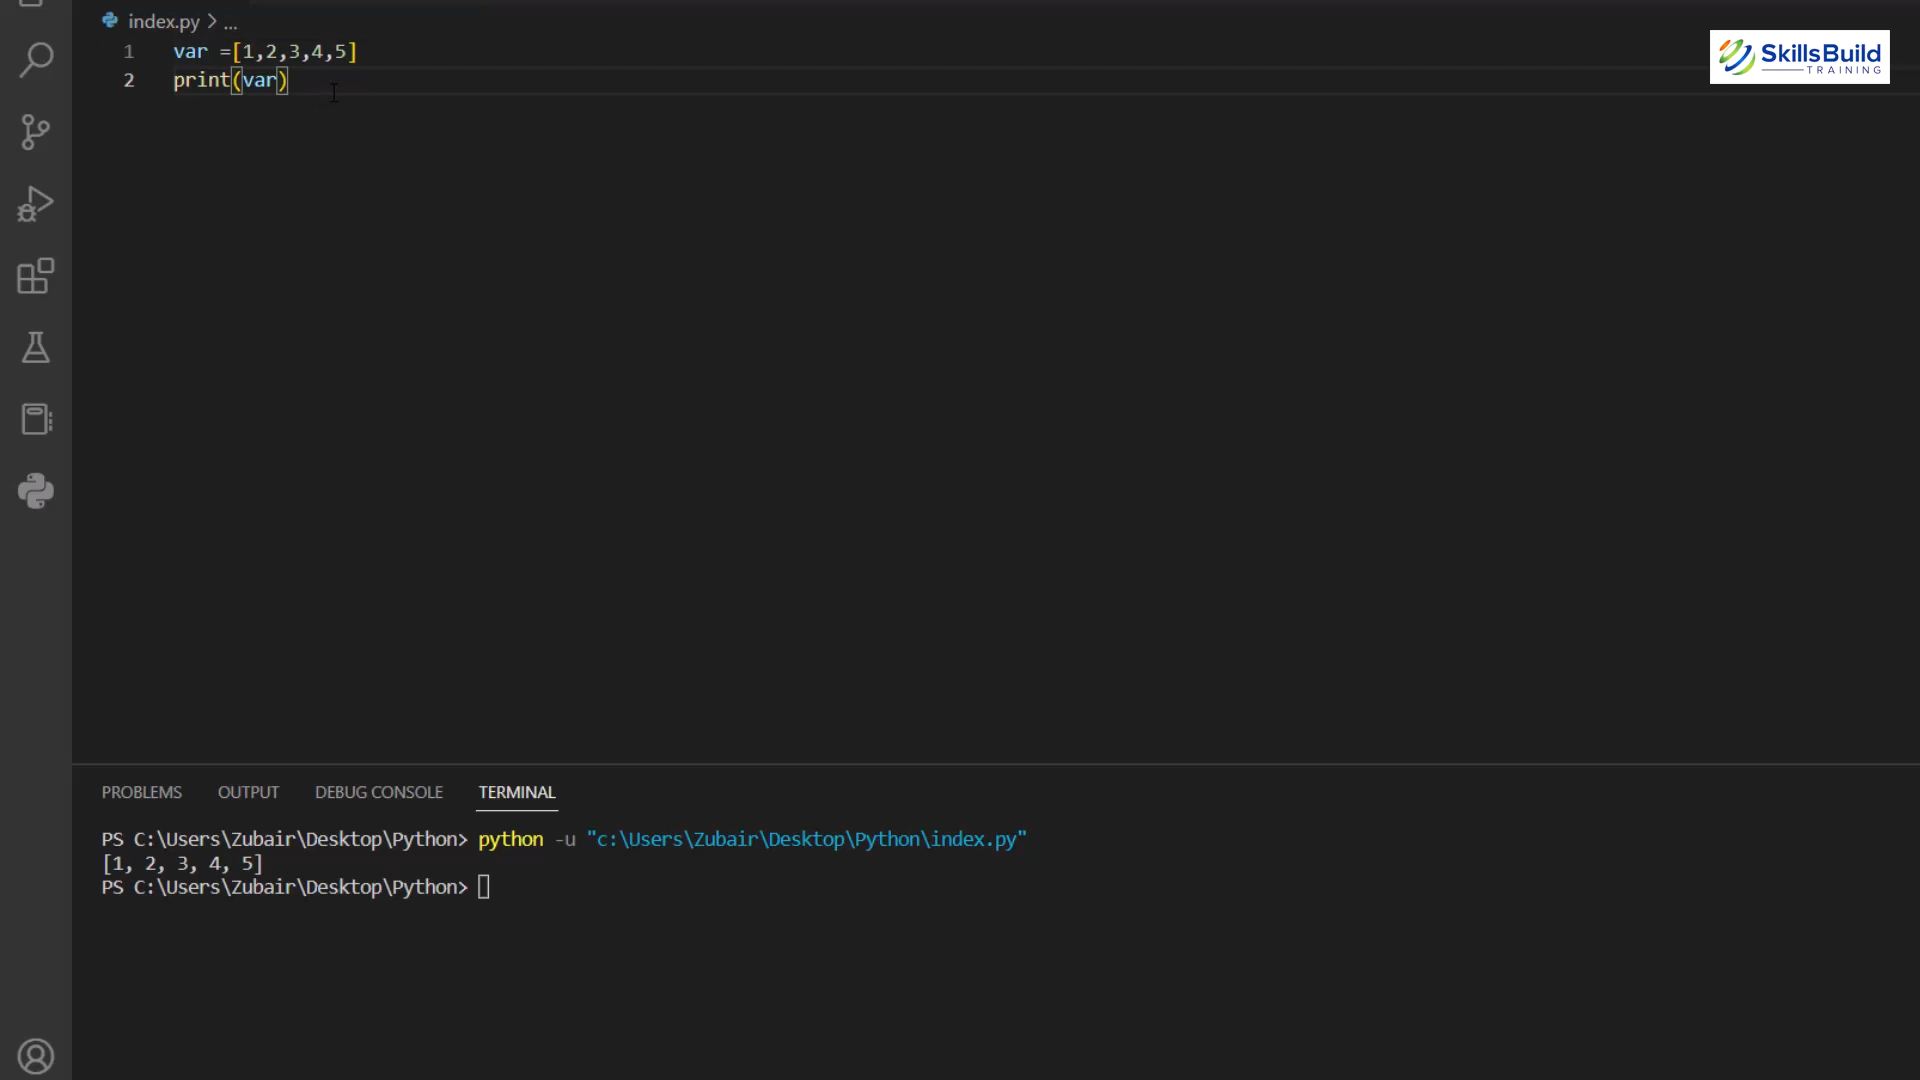 index.py > ...
1 var =[1,2,3,4,5]
2 print(var)
SkillsBuild
TRAINING
PROBLEMS OUTPUT DEBUG CONSOLE TERMINAL
PS C:\Users\Zubair\Desktop\Python> python -u "c:\Users\Zubair\Desktop\Python\index.py"
[1, 2, 3, 4, 5]
PS C:\Users\Zubair\Desktop\Python>